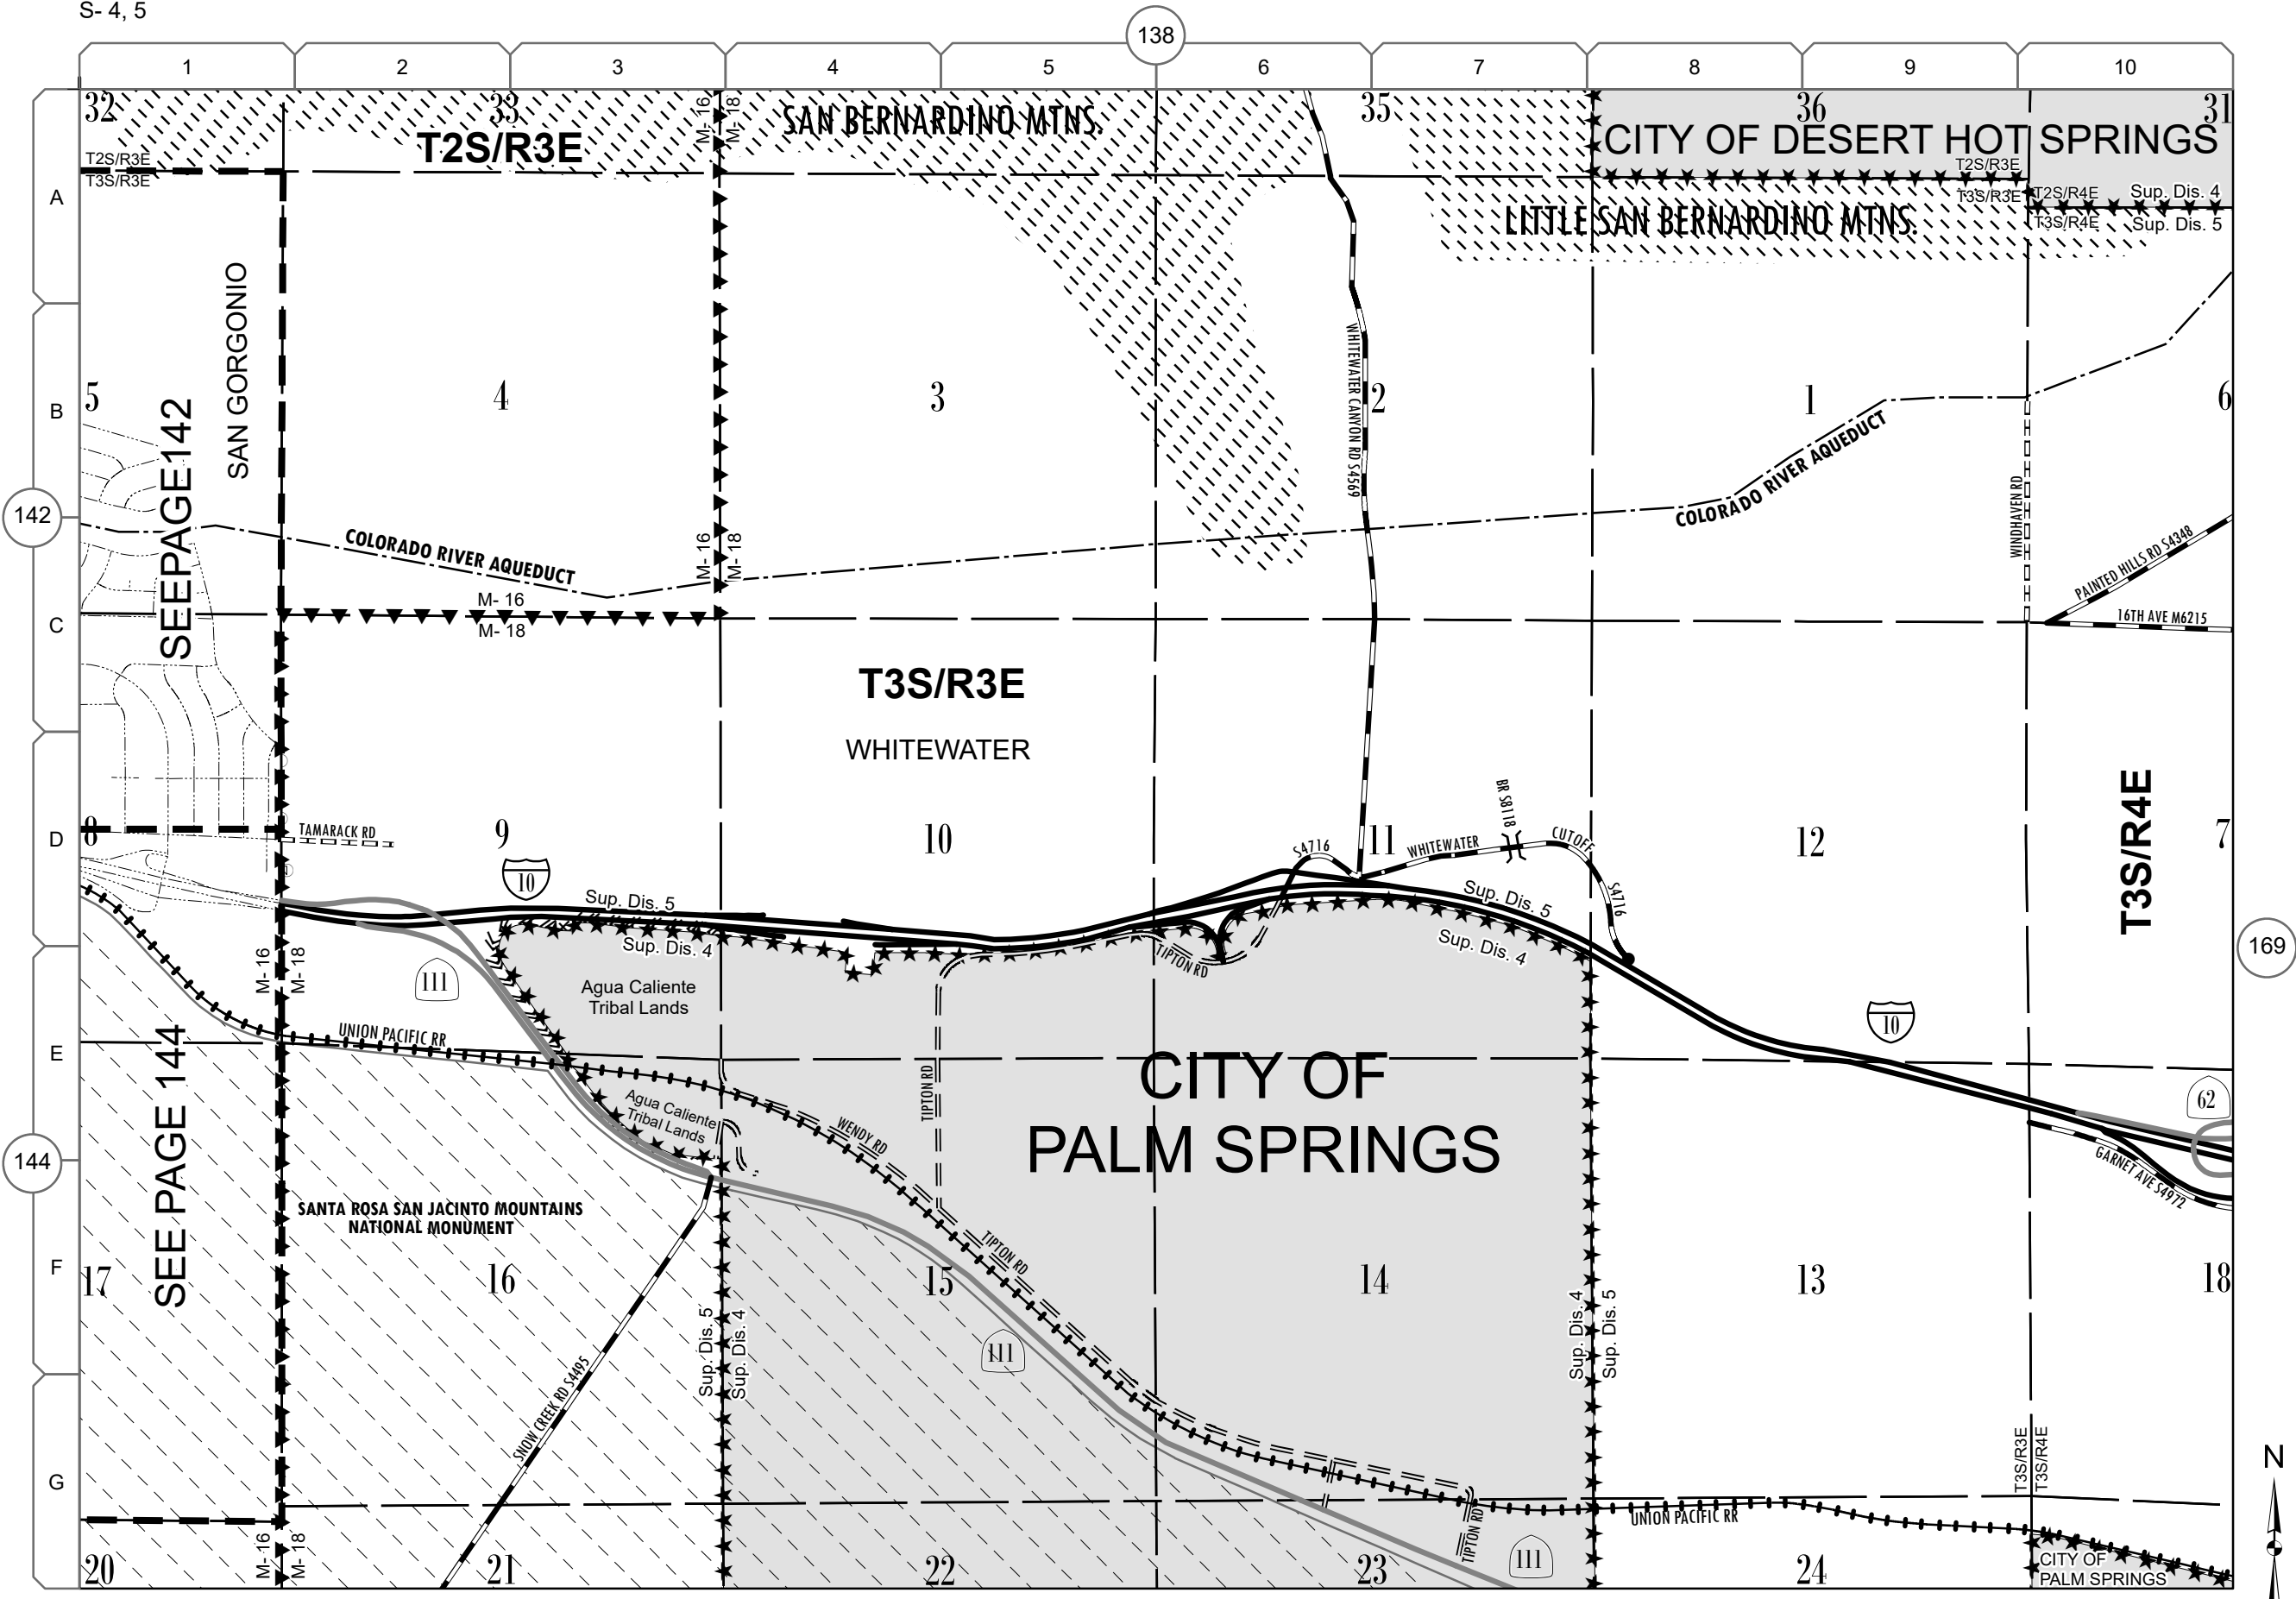 S- 4, 5
138
1 2 3 4 5 6 7 8 9 10
A
B
C
D
E
F
G
142
144
169
32
33
35
36
31
T2S/R3E
T3S/R3E
T2S/R3E
M- 16
M- 18
SAN BERNARDINO MTNS.
CITY OF DESERT HOT SPRINGS
T2S/R3E
T3S/R3E
T2S/R4E
T3S/R4E
Sup. Dis. 4
Sup. Dis. 5
LITTLE SAN BERNARDINO MTNS.
SAN GORGONIO
SEEPAGE142
5
4
3
2
1
6
WHITEWATER CANYON RD S4569
COLORADO RIVER AQUEDUCT
COLORADO RIVER AQUEDUCT
WINDHAVEN RD
PAINTED HILLS RD S4348
16TH AVE M6215
M- 16
M- 18
M- 16
M- 18
T3S/R3E
WHITEWATER
T3S/R4E
8
TAMARACK RD
9
10
11
12
7
10
S4716
WHITEWATER
BR S8118
CUTOFF
S4716
Sup. Dis. 5
Sup. Dis. 4
Sup. Dis. 5
Sup. Dis. 4
TIPTON RD
M- 16
M- 18
111
Agua Caliente
Tribal Lands
10
UNION PACIFIC RR
SEE PAGE 144
TIPTON RD
CITY OF
PALM SPRINGS
Agua Caliente
Tribal Lands
WENDY RD
62
GARNET AVE S4972
SANTA ROSA SAN JACINTO MOUNTAINS
NATIONAL MONUMENT
TIPTON RD
17
16
15
14
13
18
Sup. Dis. 5
Sup. Dis. 4
Sup. Dis. 4
Sup. Dis. 5
111
SNOW CREEK RD S4495
T3S/R3E
T3S/R4E
N
UNION PACIFIC RR
TIPTON RD
111
M- 16
M- 18
20
21
22
23
24
CITY OF
PALM SPRINGS